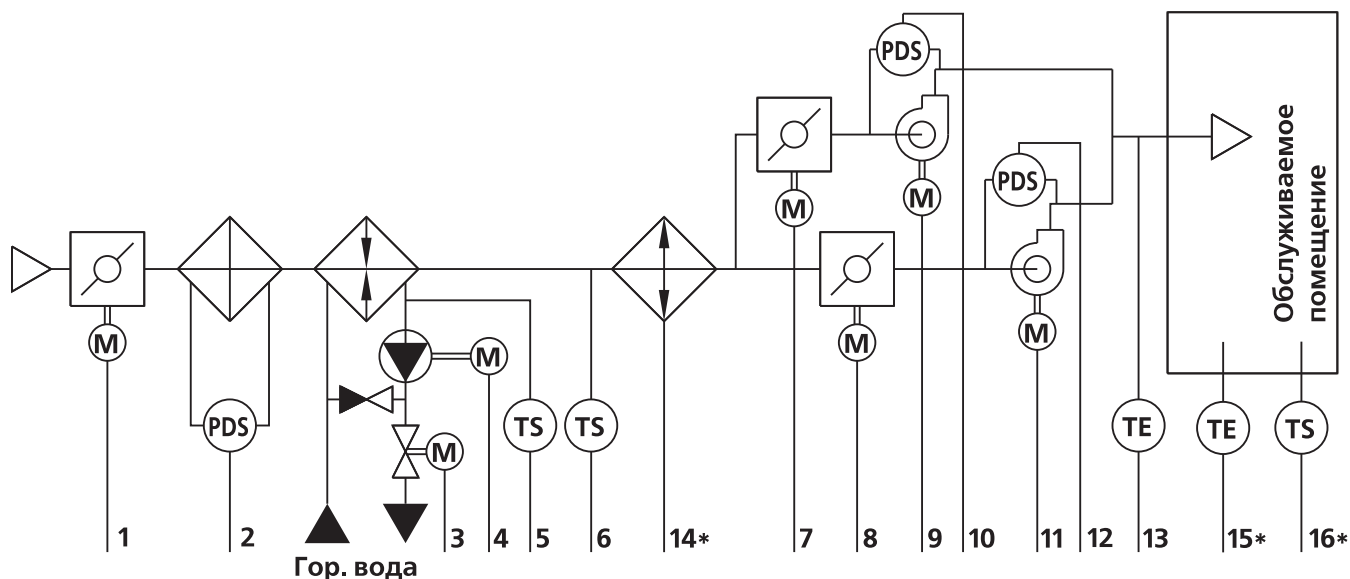 PDS
PDS
Обслуживаемое
помещение
M
M
M
M
M
M
M
PDS
TS
TS
M
TE
TE
TS
1
2
3
4
5
6
14*
7
8
9
10
11
12
13
15*
16*
Гор. вода